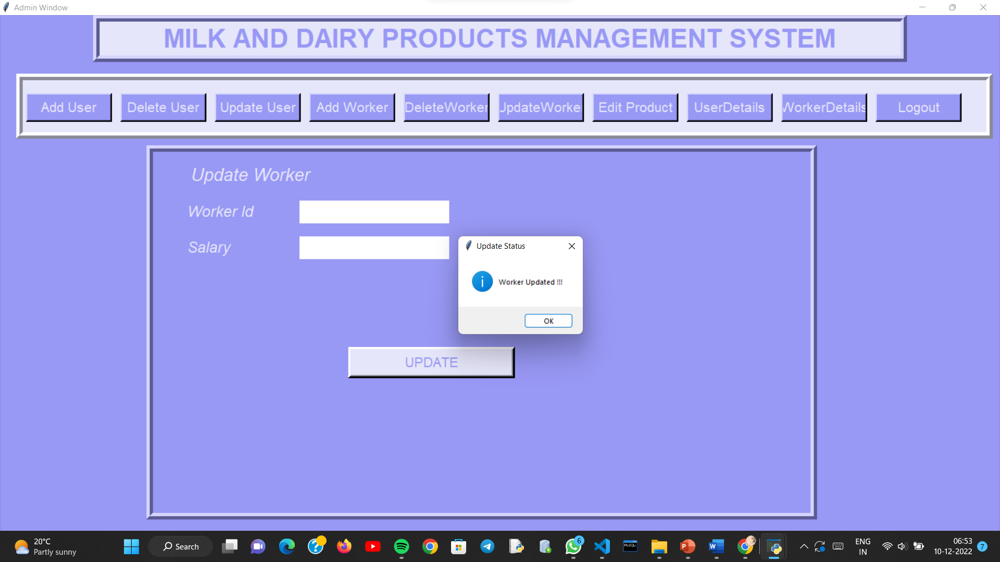 Admin Window
MILK AND DAIRY PRODUCTS MANAGEMENT SYSTEM
Add User Delete User Update User Add Worker DeleteWorker UpdateWorke Edit Product UserDetails WorkerDetails Logout
Update Worker
Worker Id
Salary
Update Status
Worker Updated !!!
OK
UPDATE
20°C
Partly sunny
Search
6
MySQL
ENG
IN
06:53
10-12-2022
7